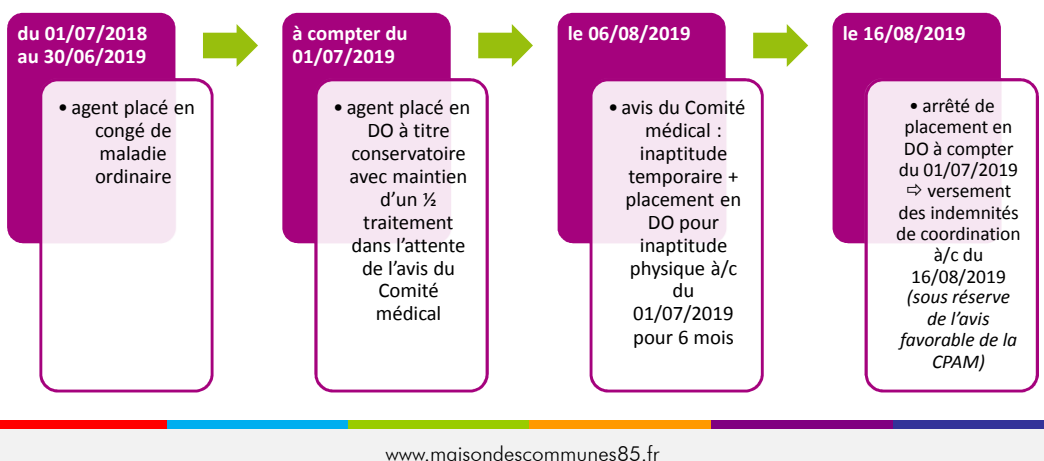 du 01/07/2018
au 30/06/2019
• agent placé en
congé de
maladie
ordinaire
à compter du
01/07/2019
• agent placé en
DO à titre
conservatoire
avec maintien
d’un ½
traitement
dans l’attente
de l’avis du
Comité
médical
le 06/08/2019
• avis du Comité
médical :
inaptitude
temporaire +
placement en
DO pour
inaptitude
physique à/c
du
01/07/2019
pour 6 mois
le 16/08/2019
• arrêté de
placement en
DO à compter
du 01/07/2019
⇨ versement
des indemnités
de coordination
à/c du
16/08/2019
(sous réserve
de l’avis
favorable de la
CPAM)
www.maisondescommunes85.fr